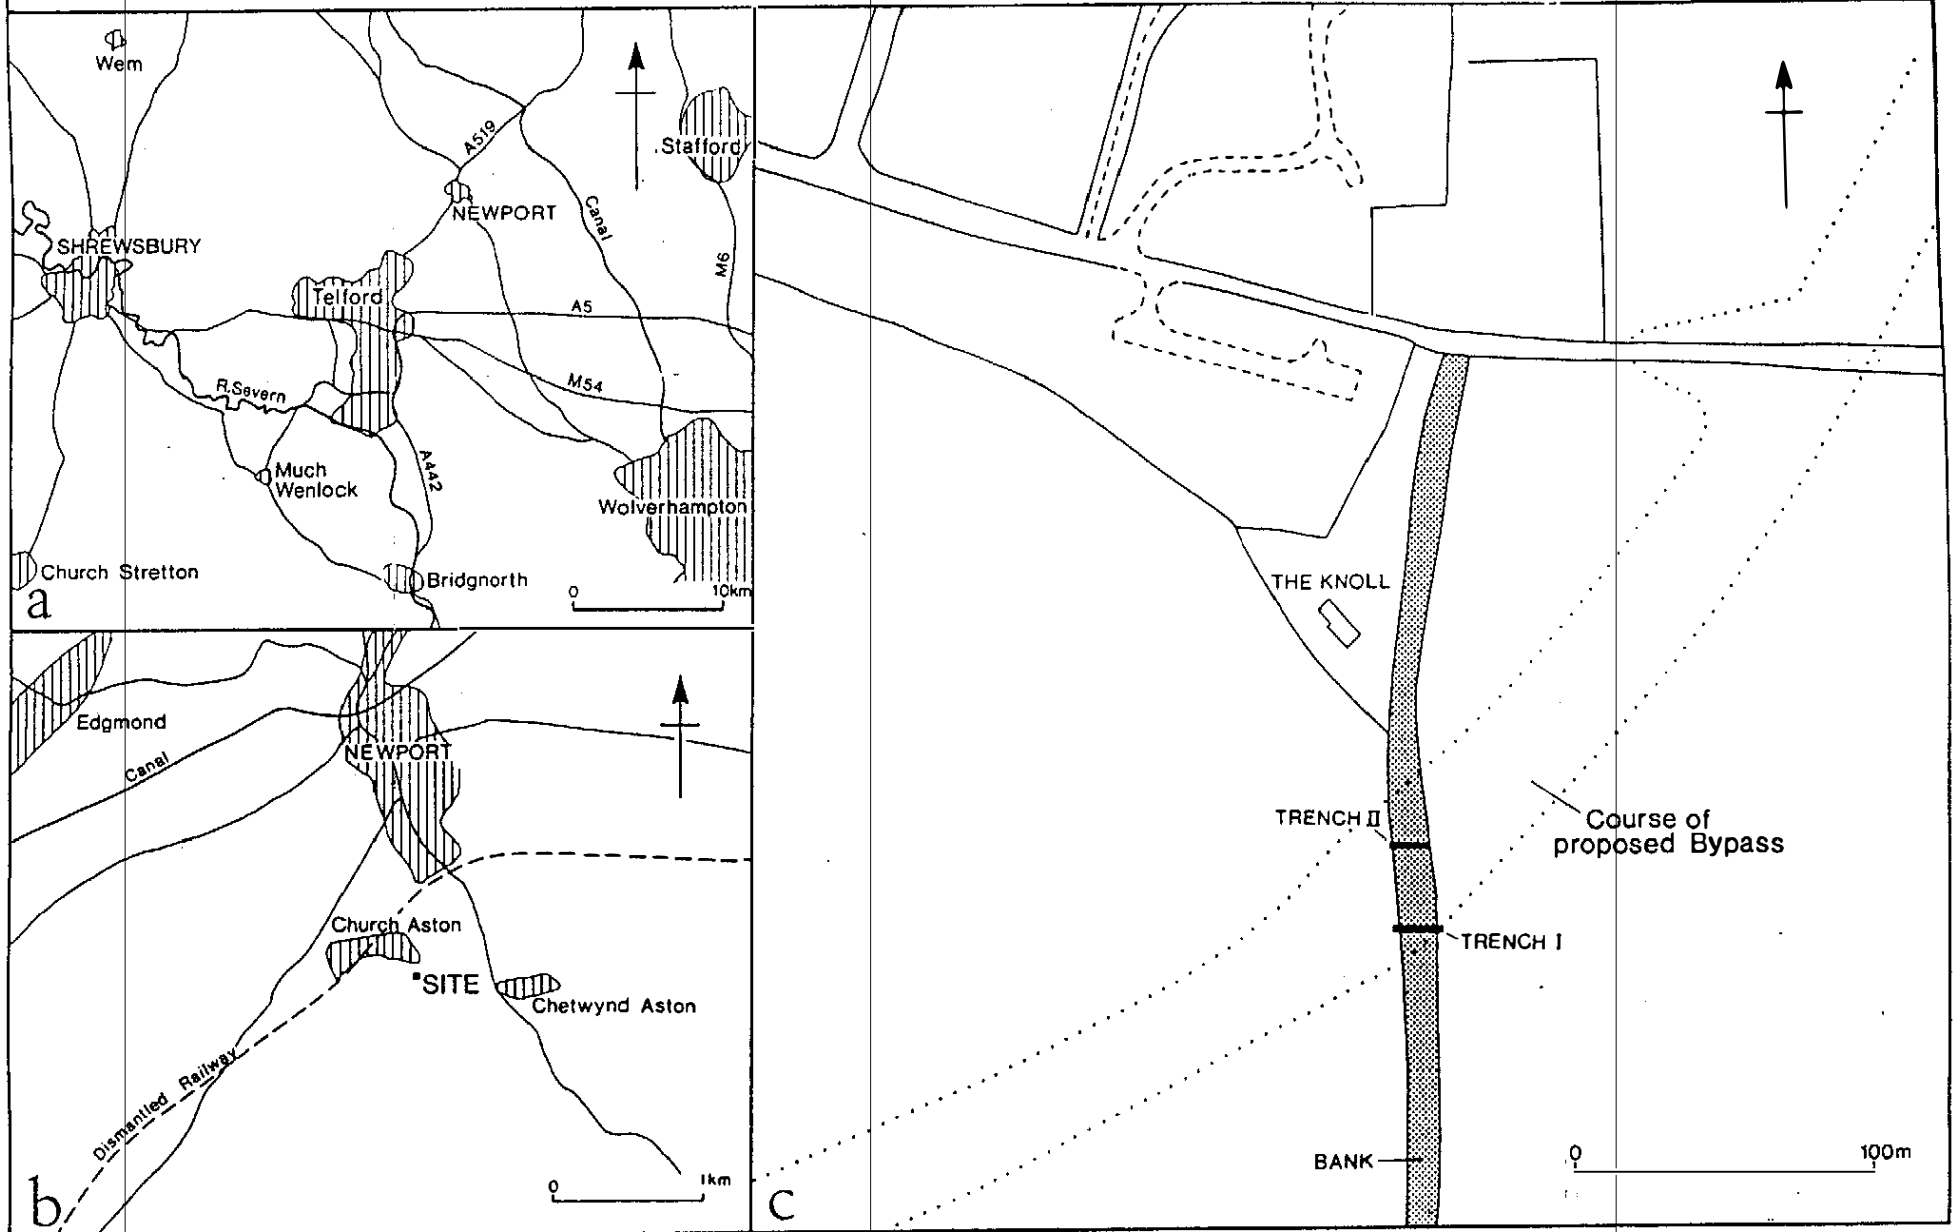 Wem
A519
Stafford
NEWPORT
Canal
SHREWSBURY
M6
Telford
A5
M54
R.Severn
A442
Much
Wenlock
Wolverhampton
Church Stretton
Bridgnorth
0 10km
a
Edgmond
NEWPORT
Canal
Church Aston
SITE
Chetwynd Aston
Dismantled Railway
0 1km
b
THE KNOLL
TRENCH II
Course of
proposed Bypass
TRENCH I
BANK
0 100m
c